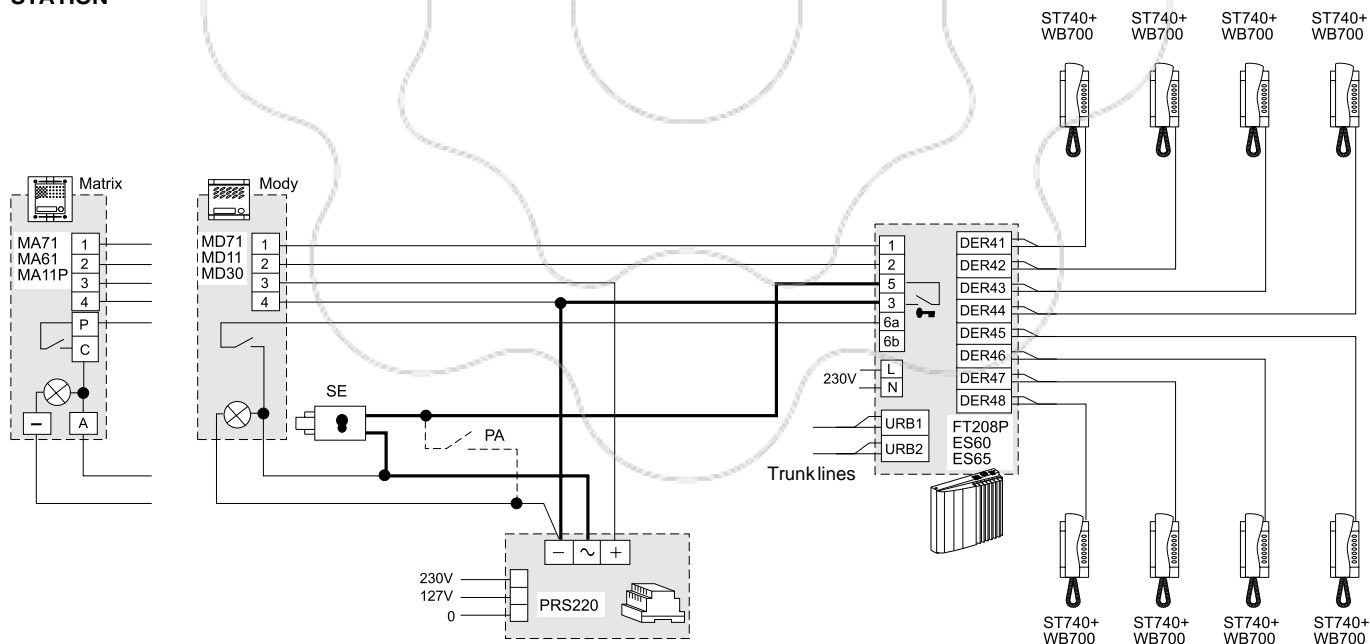 STATION
ST740+
WB700
ST740+
WB700
ST740+
WB700
ST740+
WB700
Matrix
MA71
MA61
MA11P
1
2
3
4
P
C
−
A
Mody
MD71
MD11
MD30
1
2
3
4
SE
PA
− ~ +
230V
127V
0
PRS220
1
2
5
3
6a
6b
230V
L
N
URB1
URB2
Trunk lines
DER41
DER42
DER43
DER44
DER45
DER46
DER47
DER48
FT208P
ES60
ES65
ST740+
WB700
ST740+
WB700
ST740+
WB700
ST740+
WB700